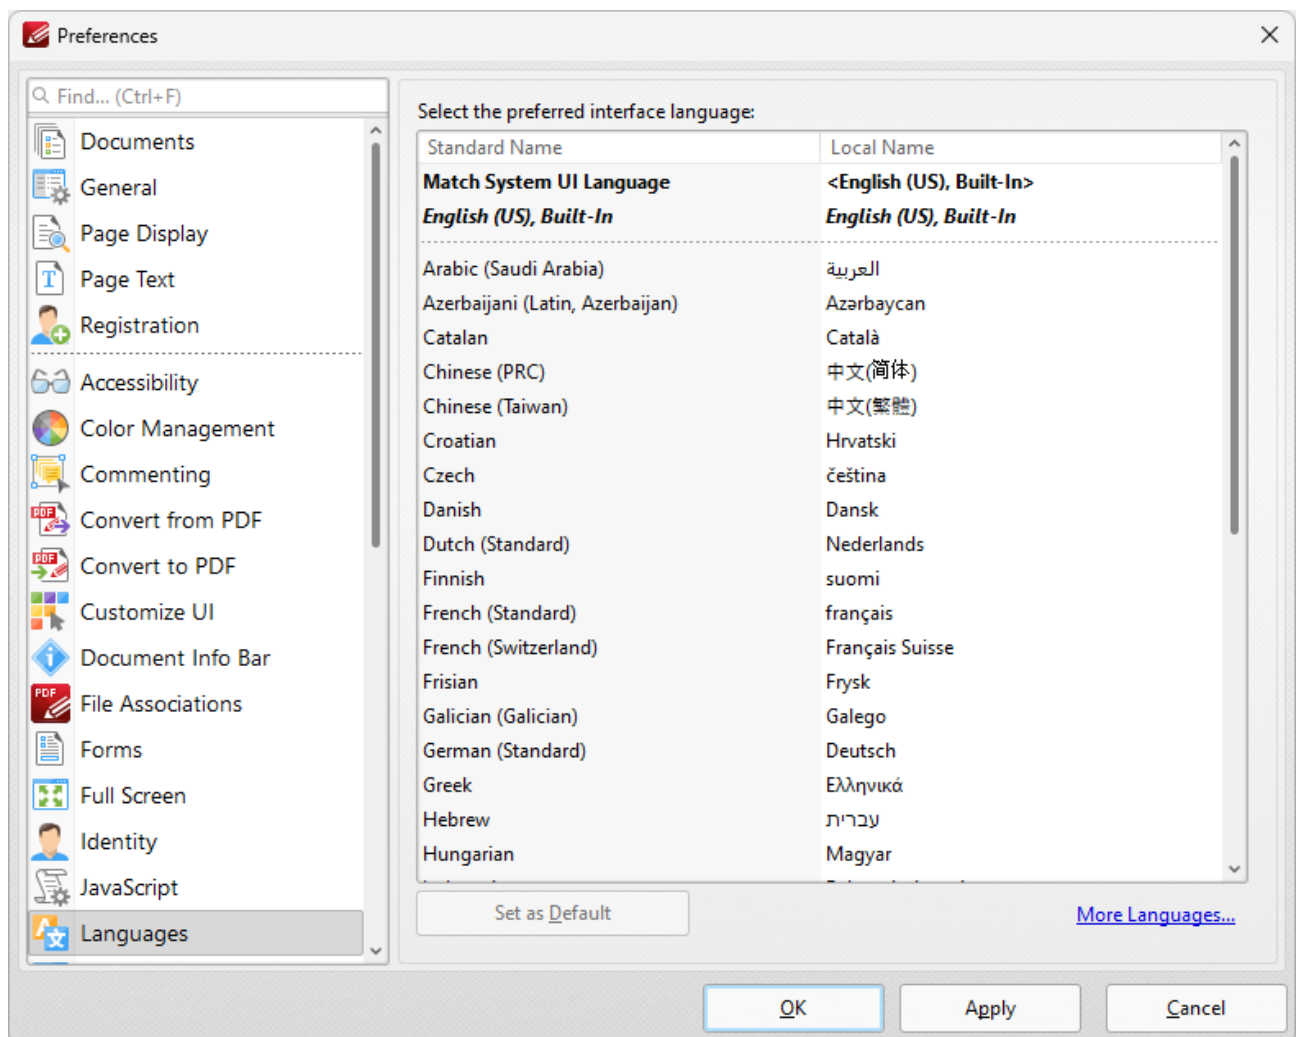 Preferences
Find... (Ctrl+F)
Documents
General
Page Display
Page Text
Registration
Accessibility
Color Management
Commenting
Convert from PDF
Convert to PDF
Customize UI
Document Info Bar
File Associations
Forms
Full Screen
Identity
JavaScript
Languages
Select the preferred interface language:
Standard Name Local Name
Match System UI Language <English (US), Built-In>
English (US), Built-In English (US), Built-In
Arabic (Saudi Arabia) العربية
Azerbaijani (Latin, Azerbaijan) Azərbaycan
Catalan Català
Chinese (PRC) 中文(简体)
Chinese (Taiwan) 中文(繁體)
Croatian Hrvatski
Czech čeština
Danish Dansk
Dutch (Standard) Nederlands
Finnish suomi
French (Standard) français
French (Switzerland) Français Suisse
Frisian Frysk
Galician (Galician) Galego
German (Standard) Deutsch
Greek Ελληνικά
Hebrew עברית
Hungarian Magyar
Set as Default
More Languages...
OK
Apply
Cancel